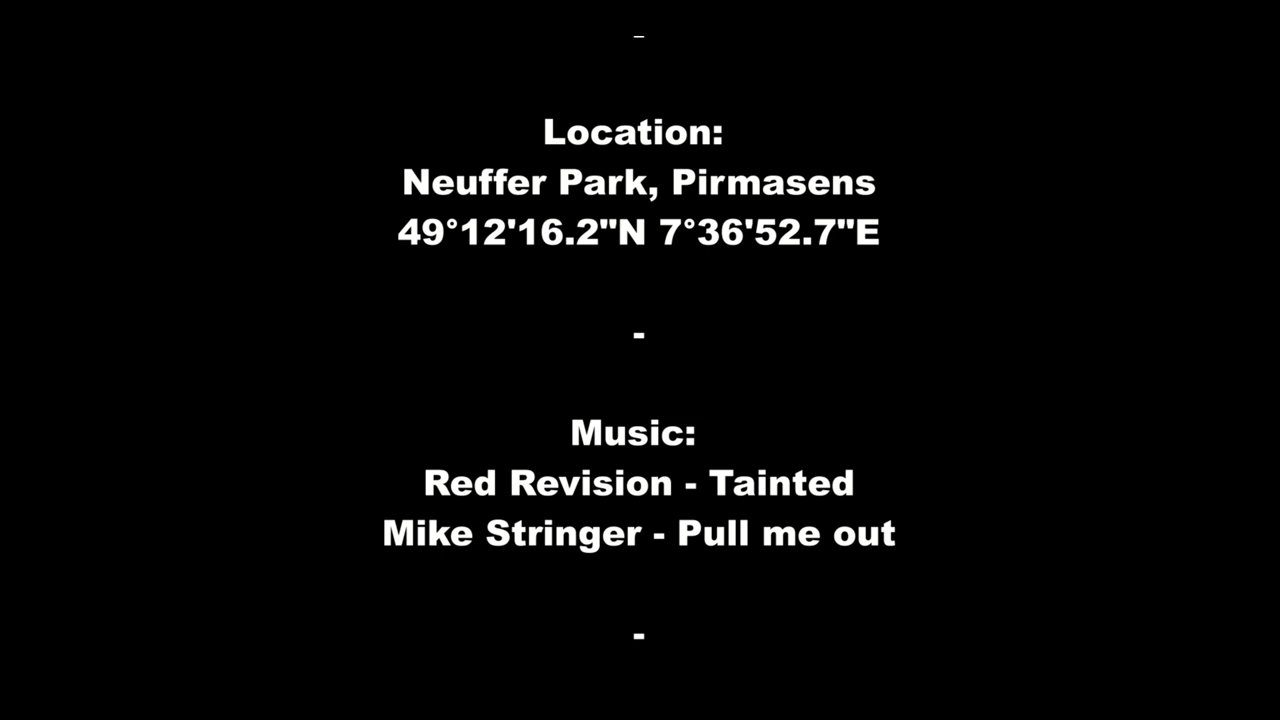 -
Location:
Neuffer Park, Pirmasens
49°12'16.2"N 7°36'52.7"E
-
Music:
Red Revision - Tainted
Mike Stringer - Pull me out
-